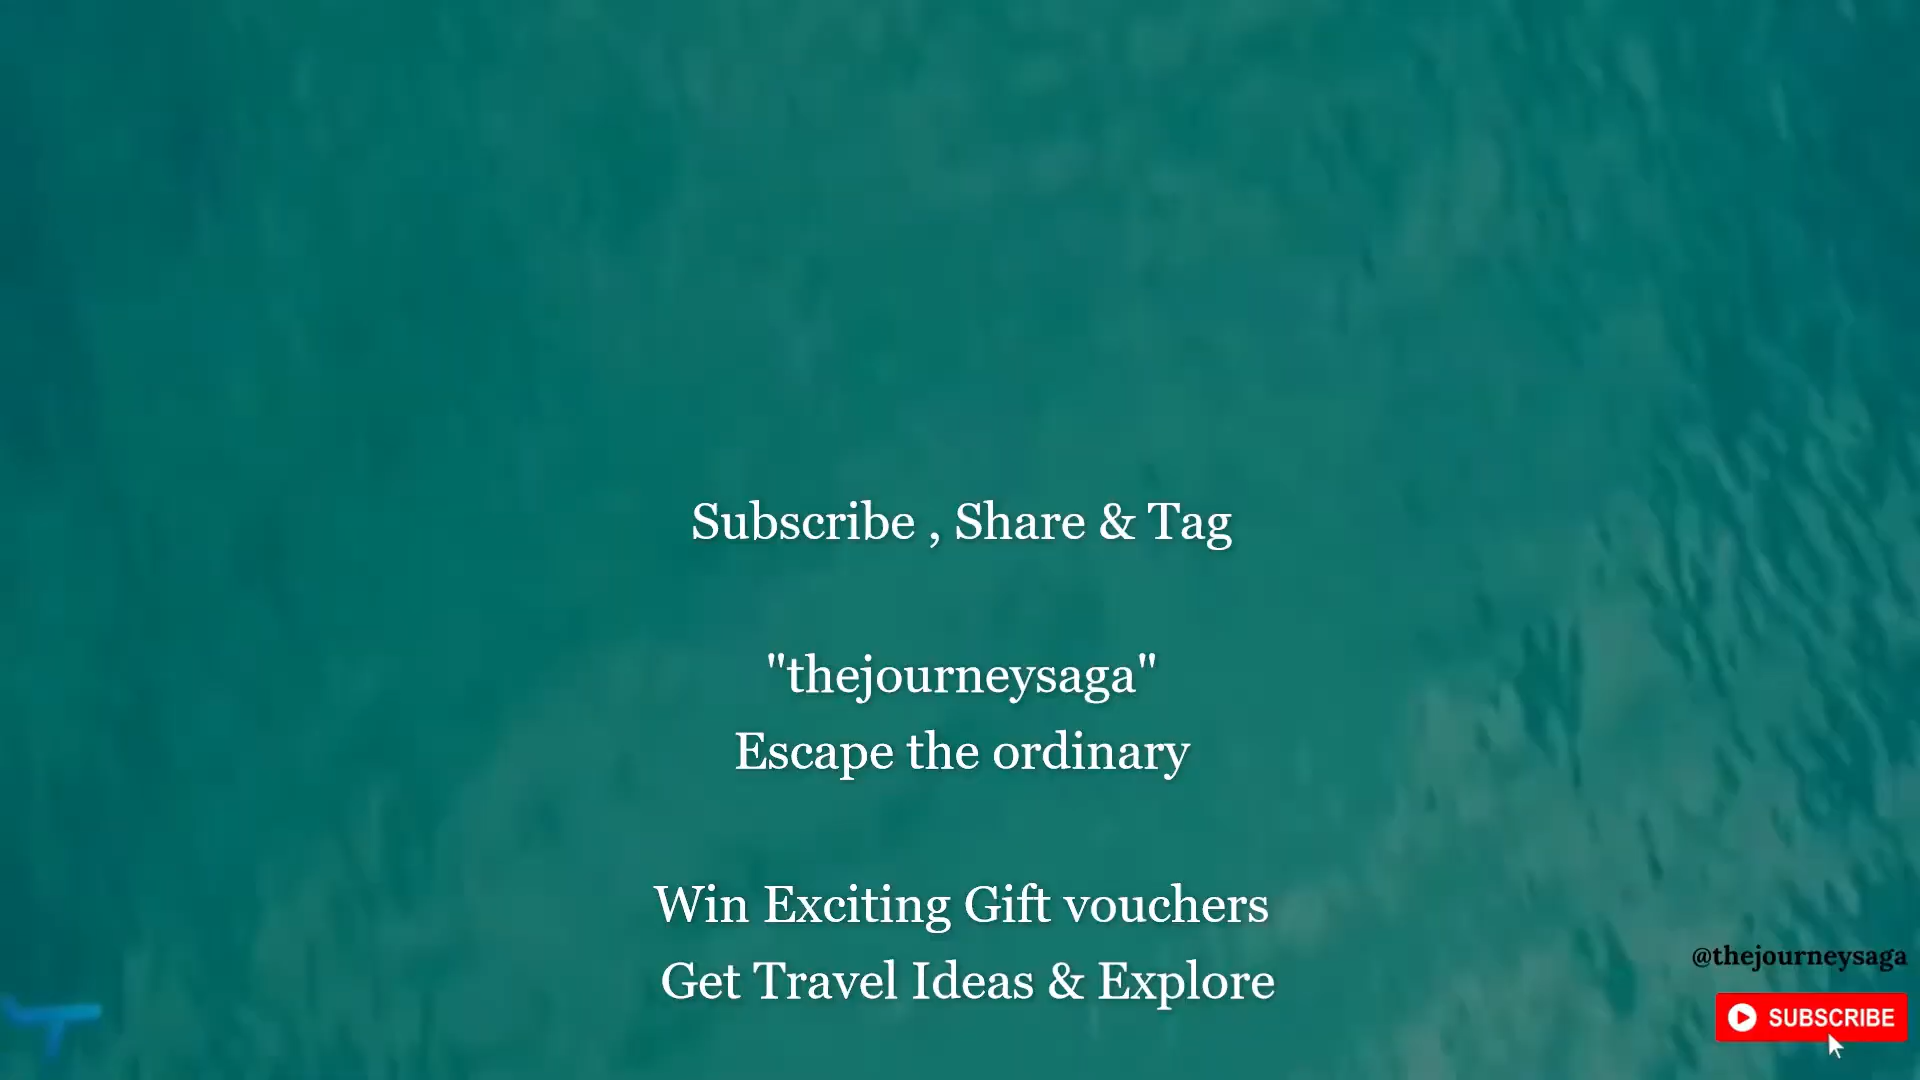 Subscribe , Share & Tag
"thejourneysaga"
Escape the ordinary
Win Exciting Gift vouchers
Get Travel Ideas & Explore
@thejourneysaga
SUBSCRIBE